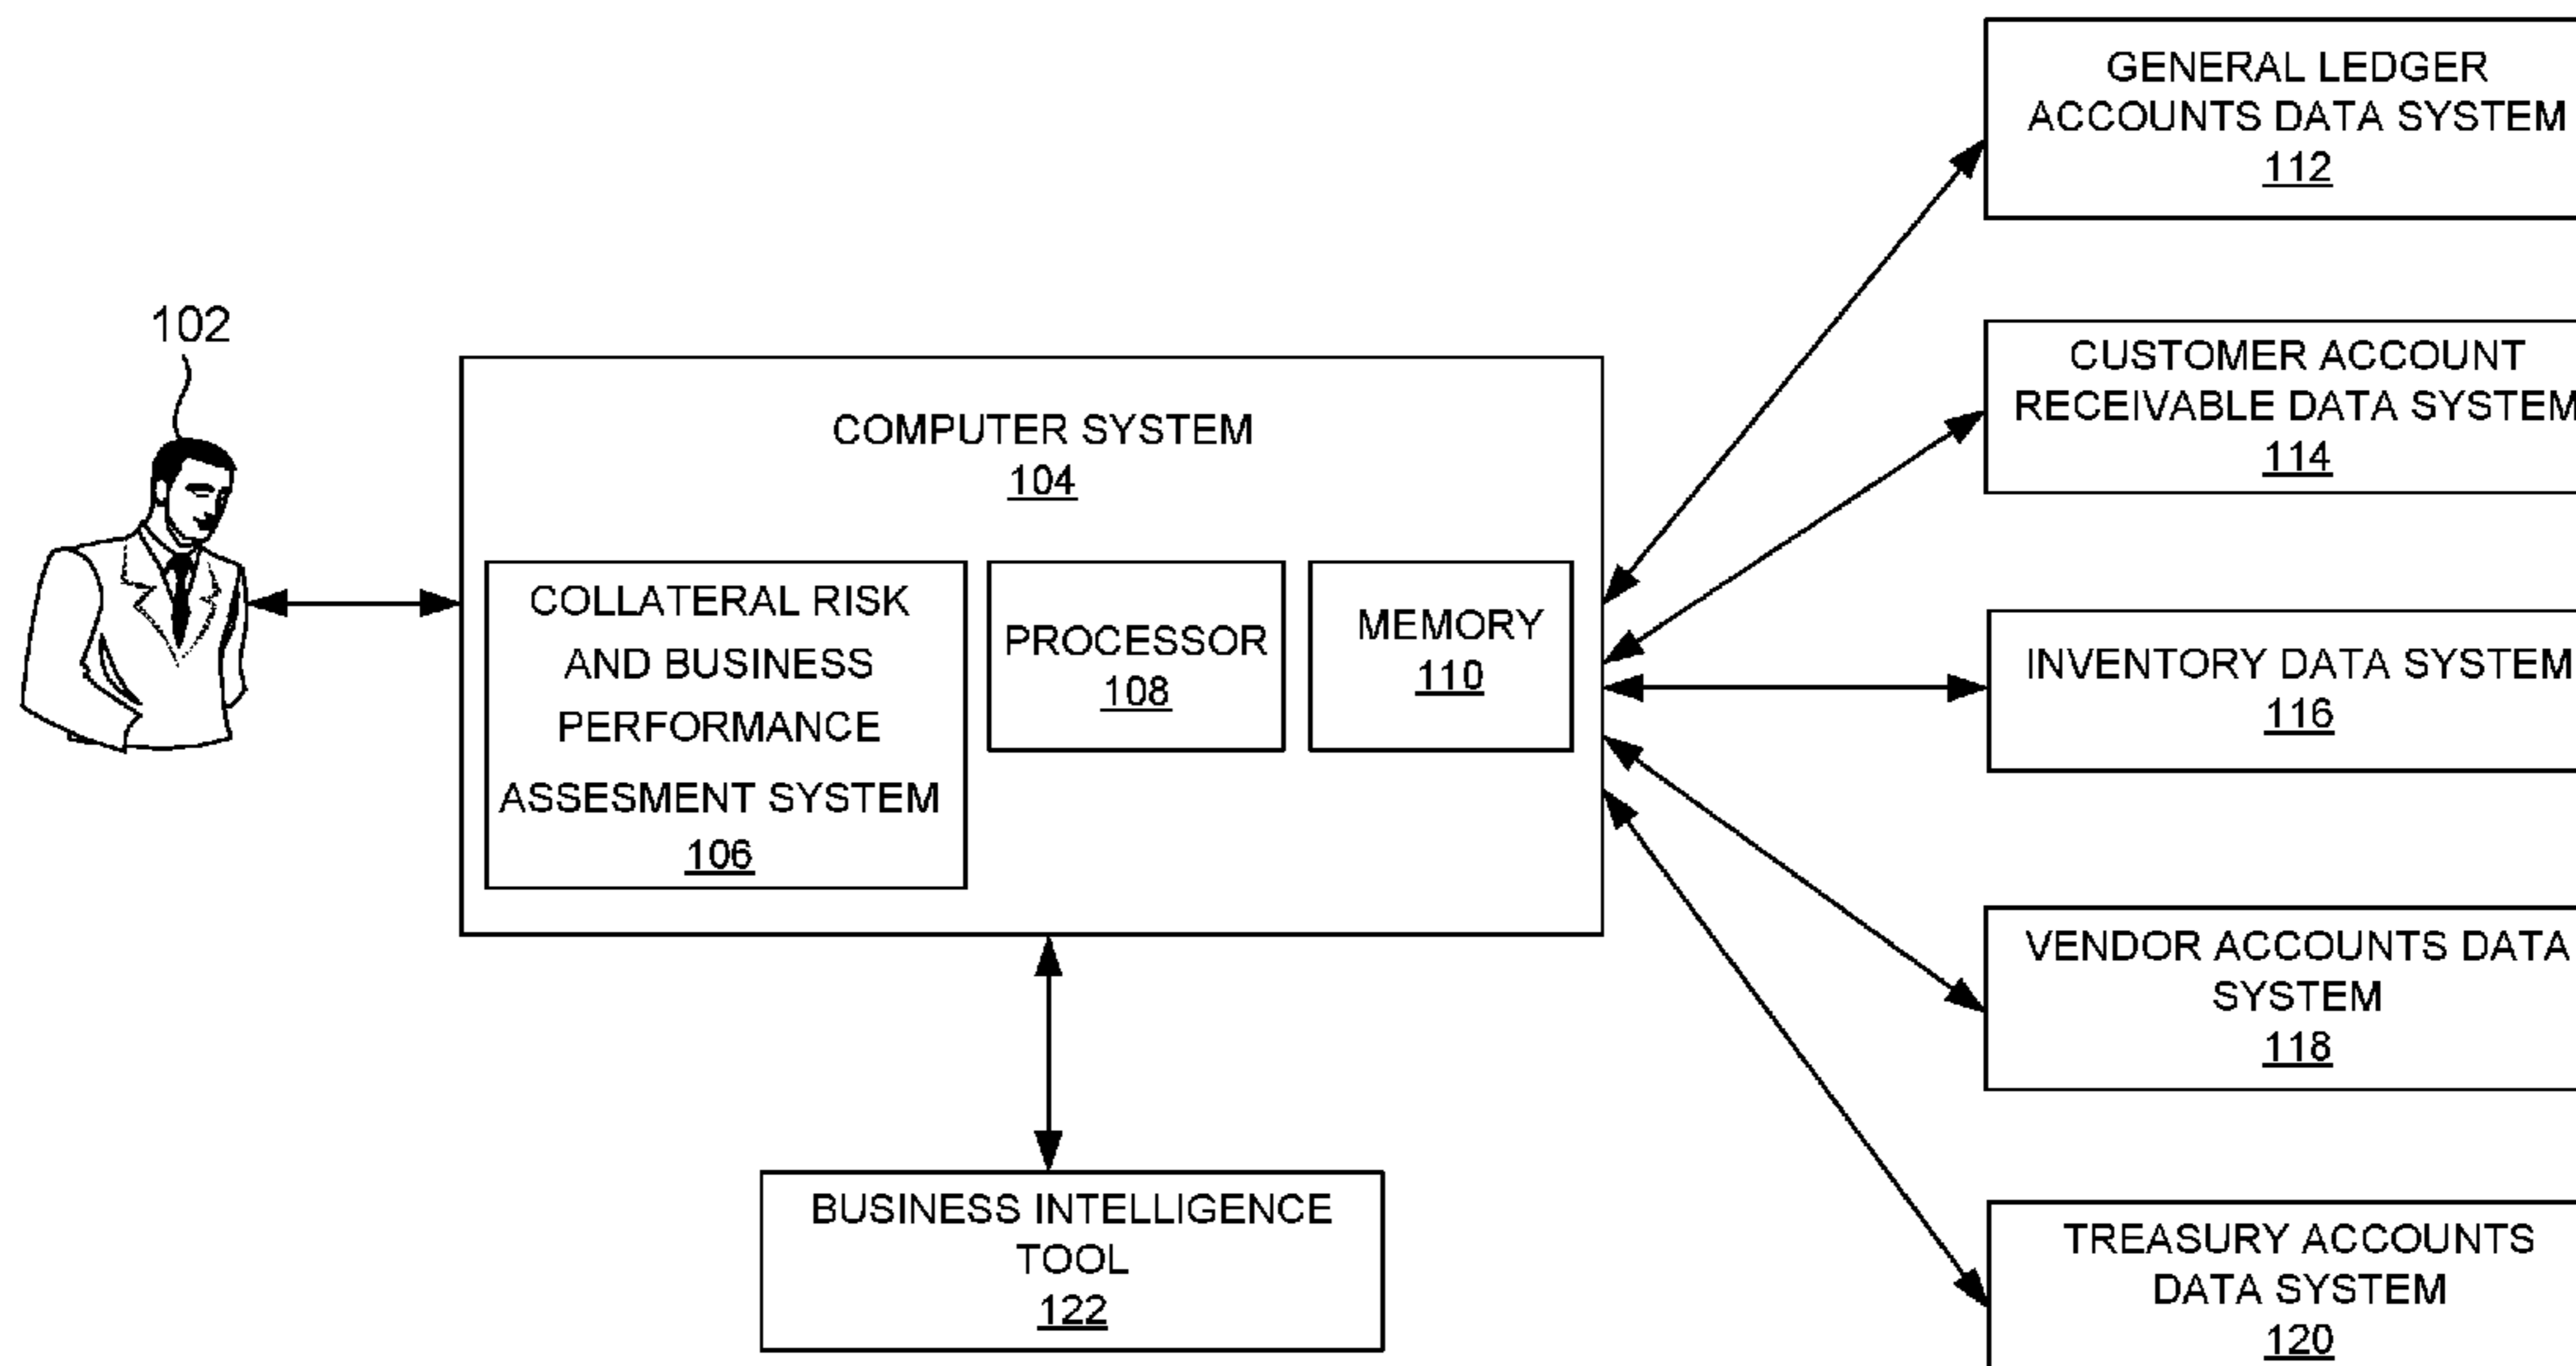 102
COMPUTER SYSTEM
104
COLLATERAL RISK
AND BUSINESS
PERFORMANCE
ASSESMENT SYSTEM
106
PROCESSOR
108
MEMORY
110
BUSINESS INTELLIGENCE
TOOL
122
GENERAL LEDGER
ACCOUNTS DATA SYSTEM
112
CUSTOMER ACCOUNT
RECEIVABLE DATA SYSTEM
114
INVENTORY DATA SYSTEM
116
VENDOR ACCOUNTS DATA
SYSTEM
118
TREASURY ACCOUNTS
DATA SYSTEM
120